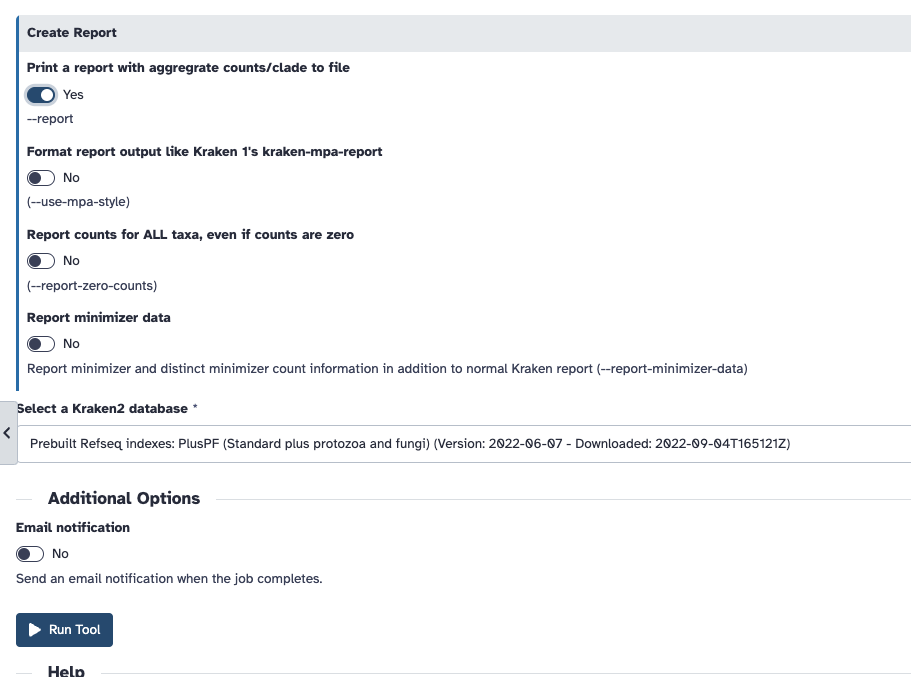 Create Report
Print a report with aggregrate counts/clade to file
Yes
--report
Format report output like Kraken 1's kraken-mpa-report
No
(--use-mpa-style)
Report counts for ALL taxa, even if counts are zero
No
(--report-zero-counts)
Report minimizer data
No
Report minimizer and distinct minimizer count information in addition to normal Kraken report (--report-minimizer-data)
Select a Kraken2 database *
Prebuilt Refseq indexes: PlusPF (Standard plus protozoa and fungi) (Version: 2022-06-07 - Downloaded: 2022-09-04T165121Z)
Additional Options
Email notification
No
Send an email notification when the job completes.
Run Tool
Help